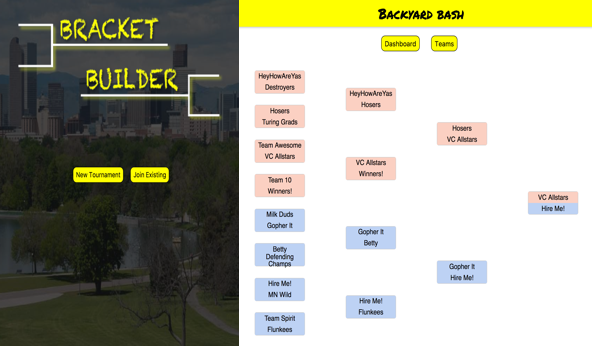 BRACKET
BUILDER
New Tournament
Join Existing
Backyard bash
Dashboard
Teams
HeyHowAreYas
Destroyers
Hosers
Turing Grads
Team Awesome
VC Allstars
Team 10
Winners!
Milk Duds
Gopher It
Betty
Defending
Champs
Hire Me!
MN Wild
Team Spirit
Flunkees
HeyHowAreYas
Hosers
VC Allstars
Winners!
Gopher It
Betty
Hire Me!
Flunkees
Hosers
VC Allstars
Gopher It
Hire Me!
VC Allstars
Hire Me!